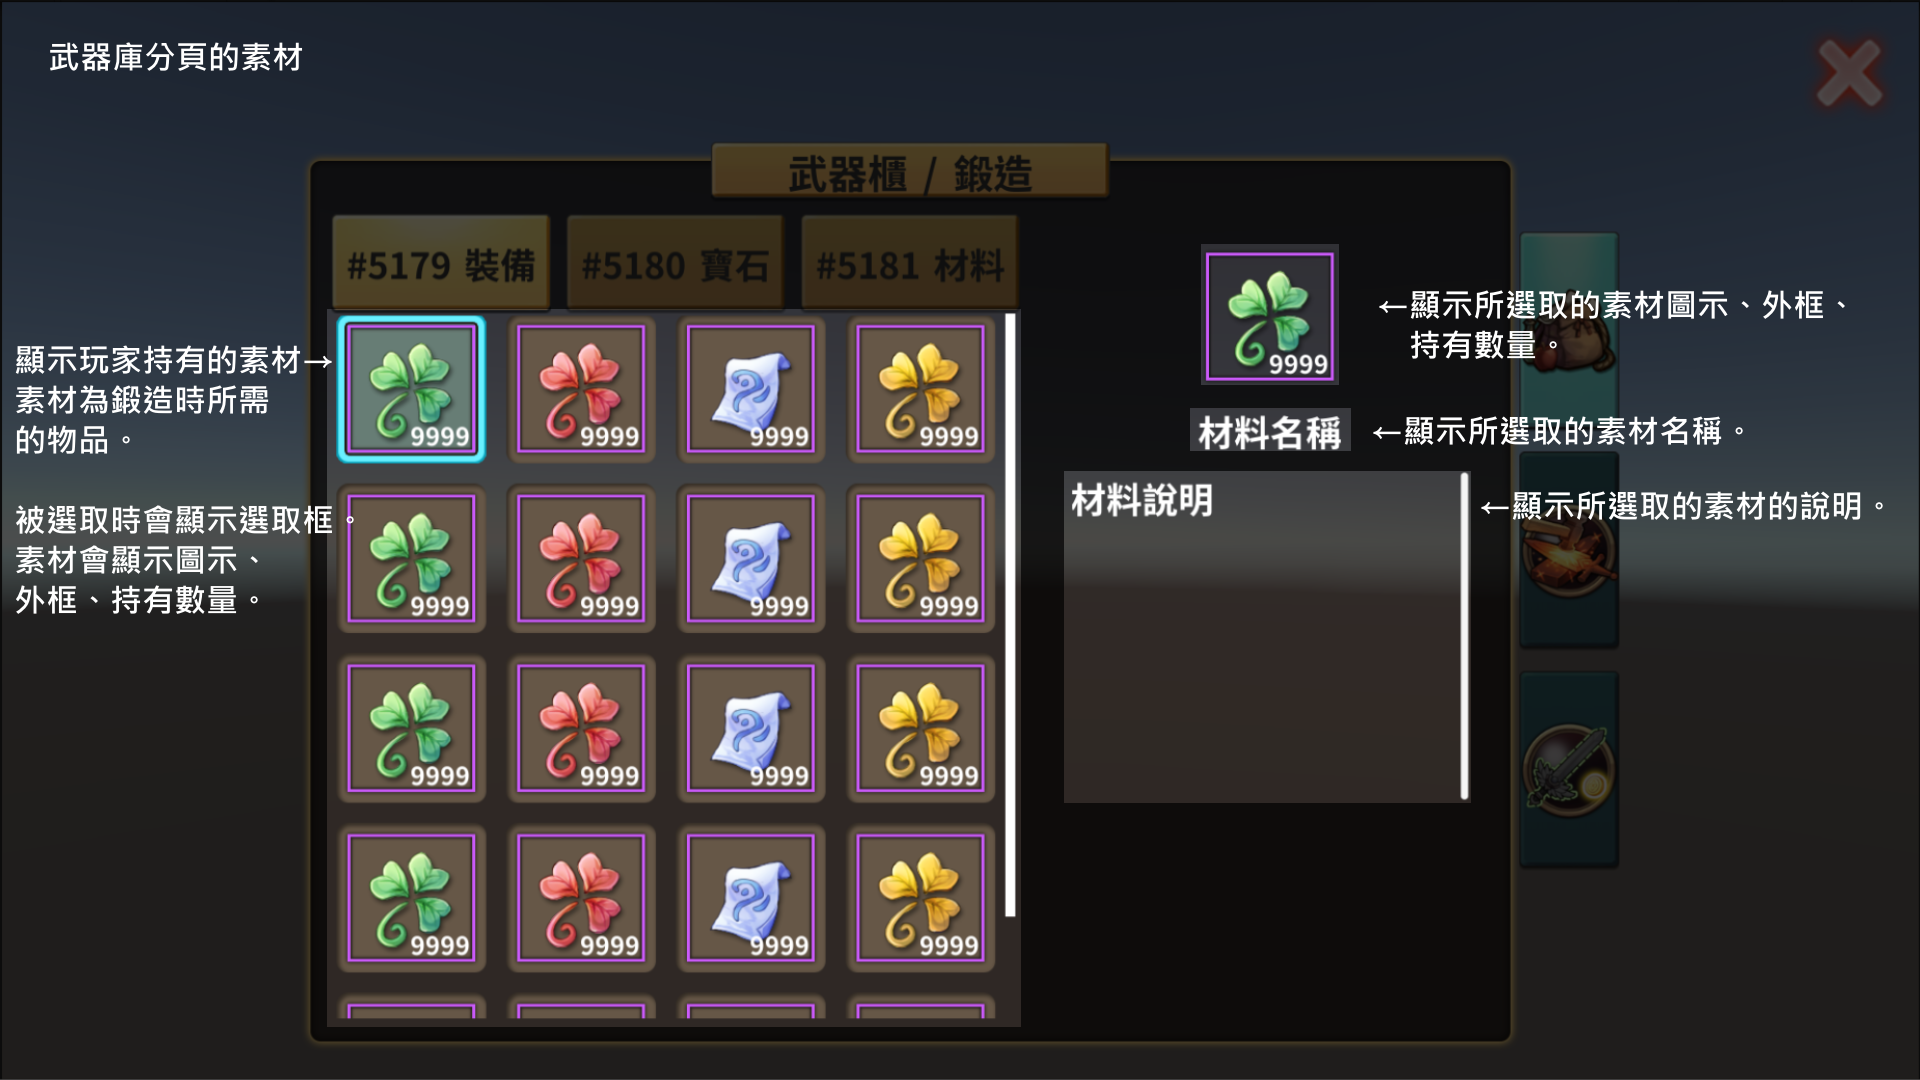 武器庫分頁的素材
武器櫃 / 鍛造
#5179 裝備
#5180 寶石
#5181 材料
顯示玩家持有的素材→
素材為鍛造時所需
的物品。
被選取時會顯示選取框。
素材會顯示圖示、
外框、持有數量。
9999 9999 9999 9999
9999 9999 9999 9999
9999 9999 9999 9999
9999 9999 9999 9999
9999
←顯示所選取的素材圖示、外框、
持有數量。
材料名稱
←顯示所選取的素材名稱。
材料說明
←顯示所選取的素材的說明。